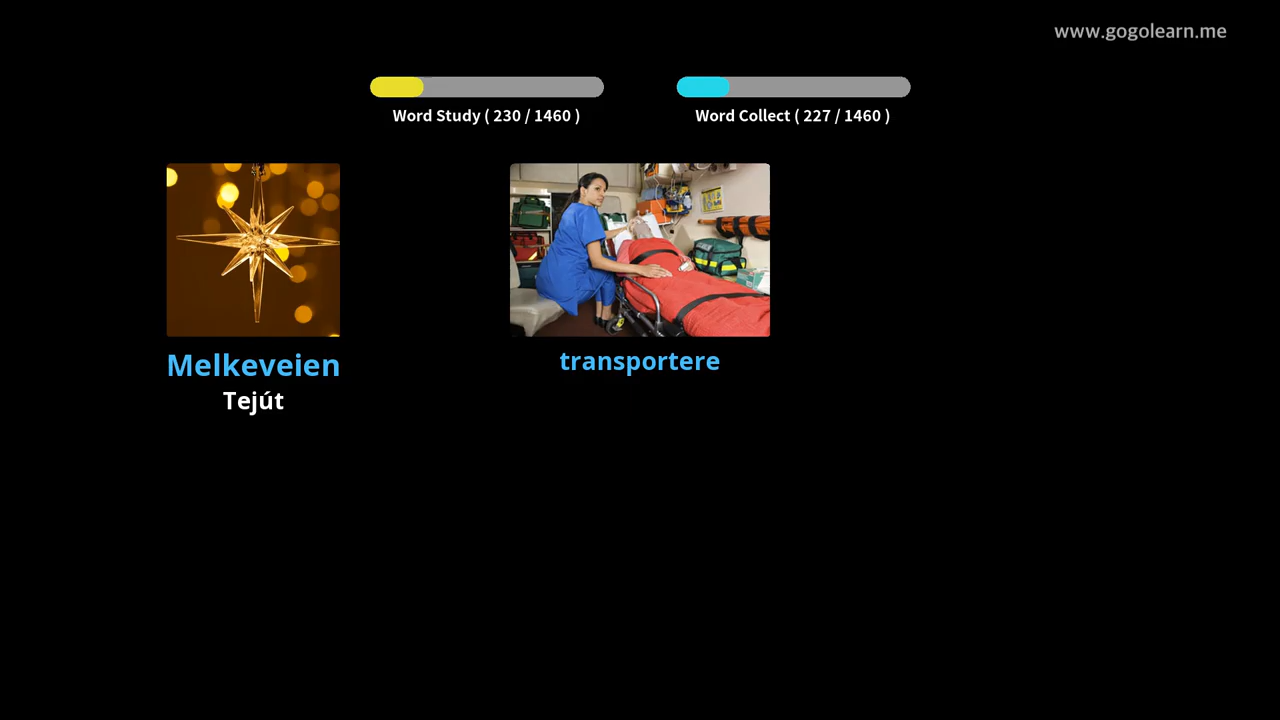 www.gogolearn.me
Word Study ( 230 / 1460 )
Word Collect ( 227 / 1460 )
Melkeveien
Tejút
transportere